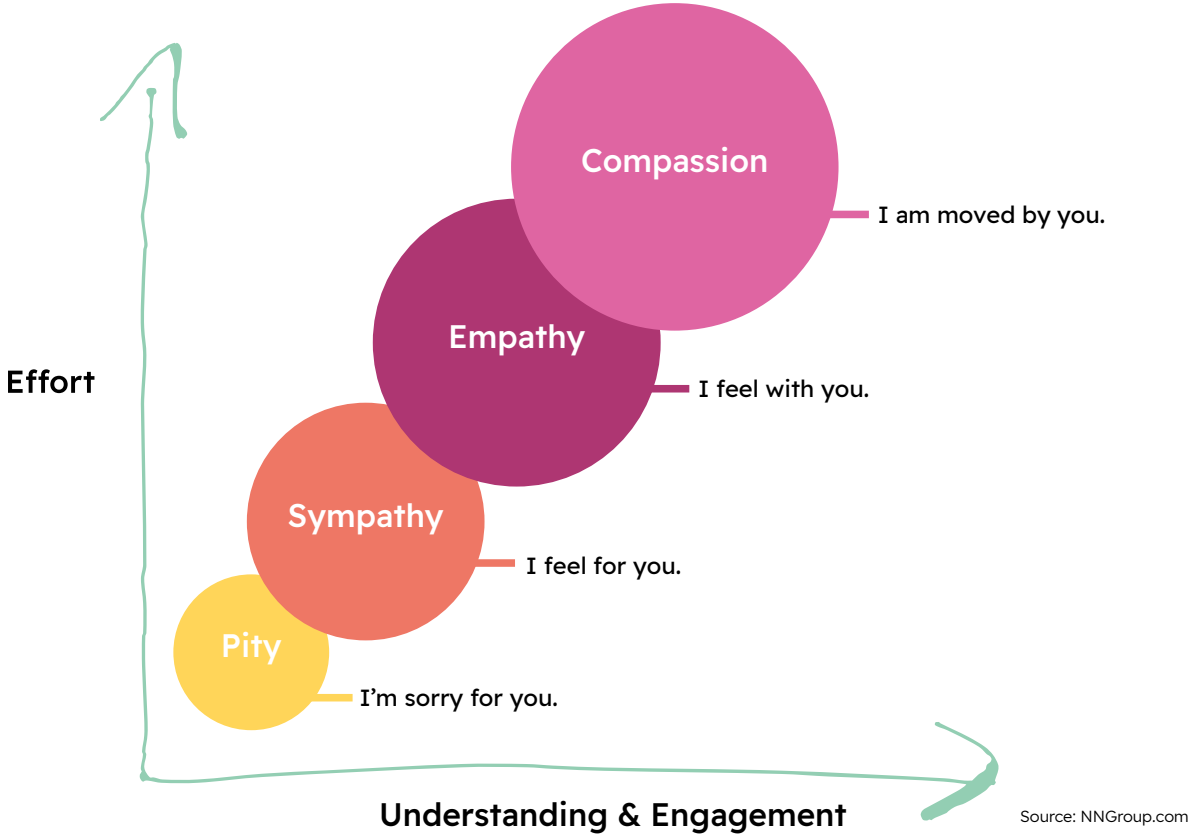 Compassion
I am moved by you.
Empathy
Effort
I feel with you.
Sympathy
I feel for you.
Pity
I’m sorry for you.
Understanding & Engagement
Source: NNGroup.com